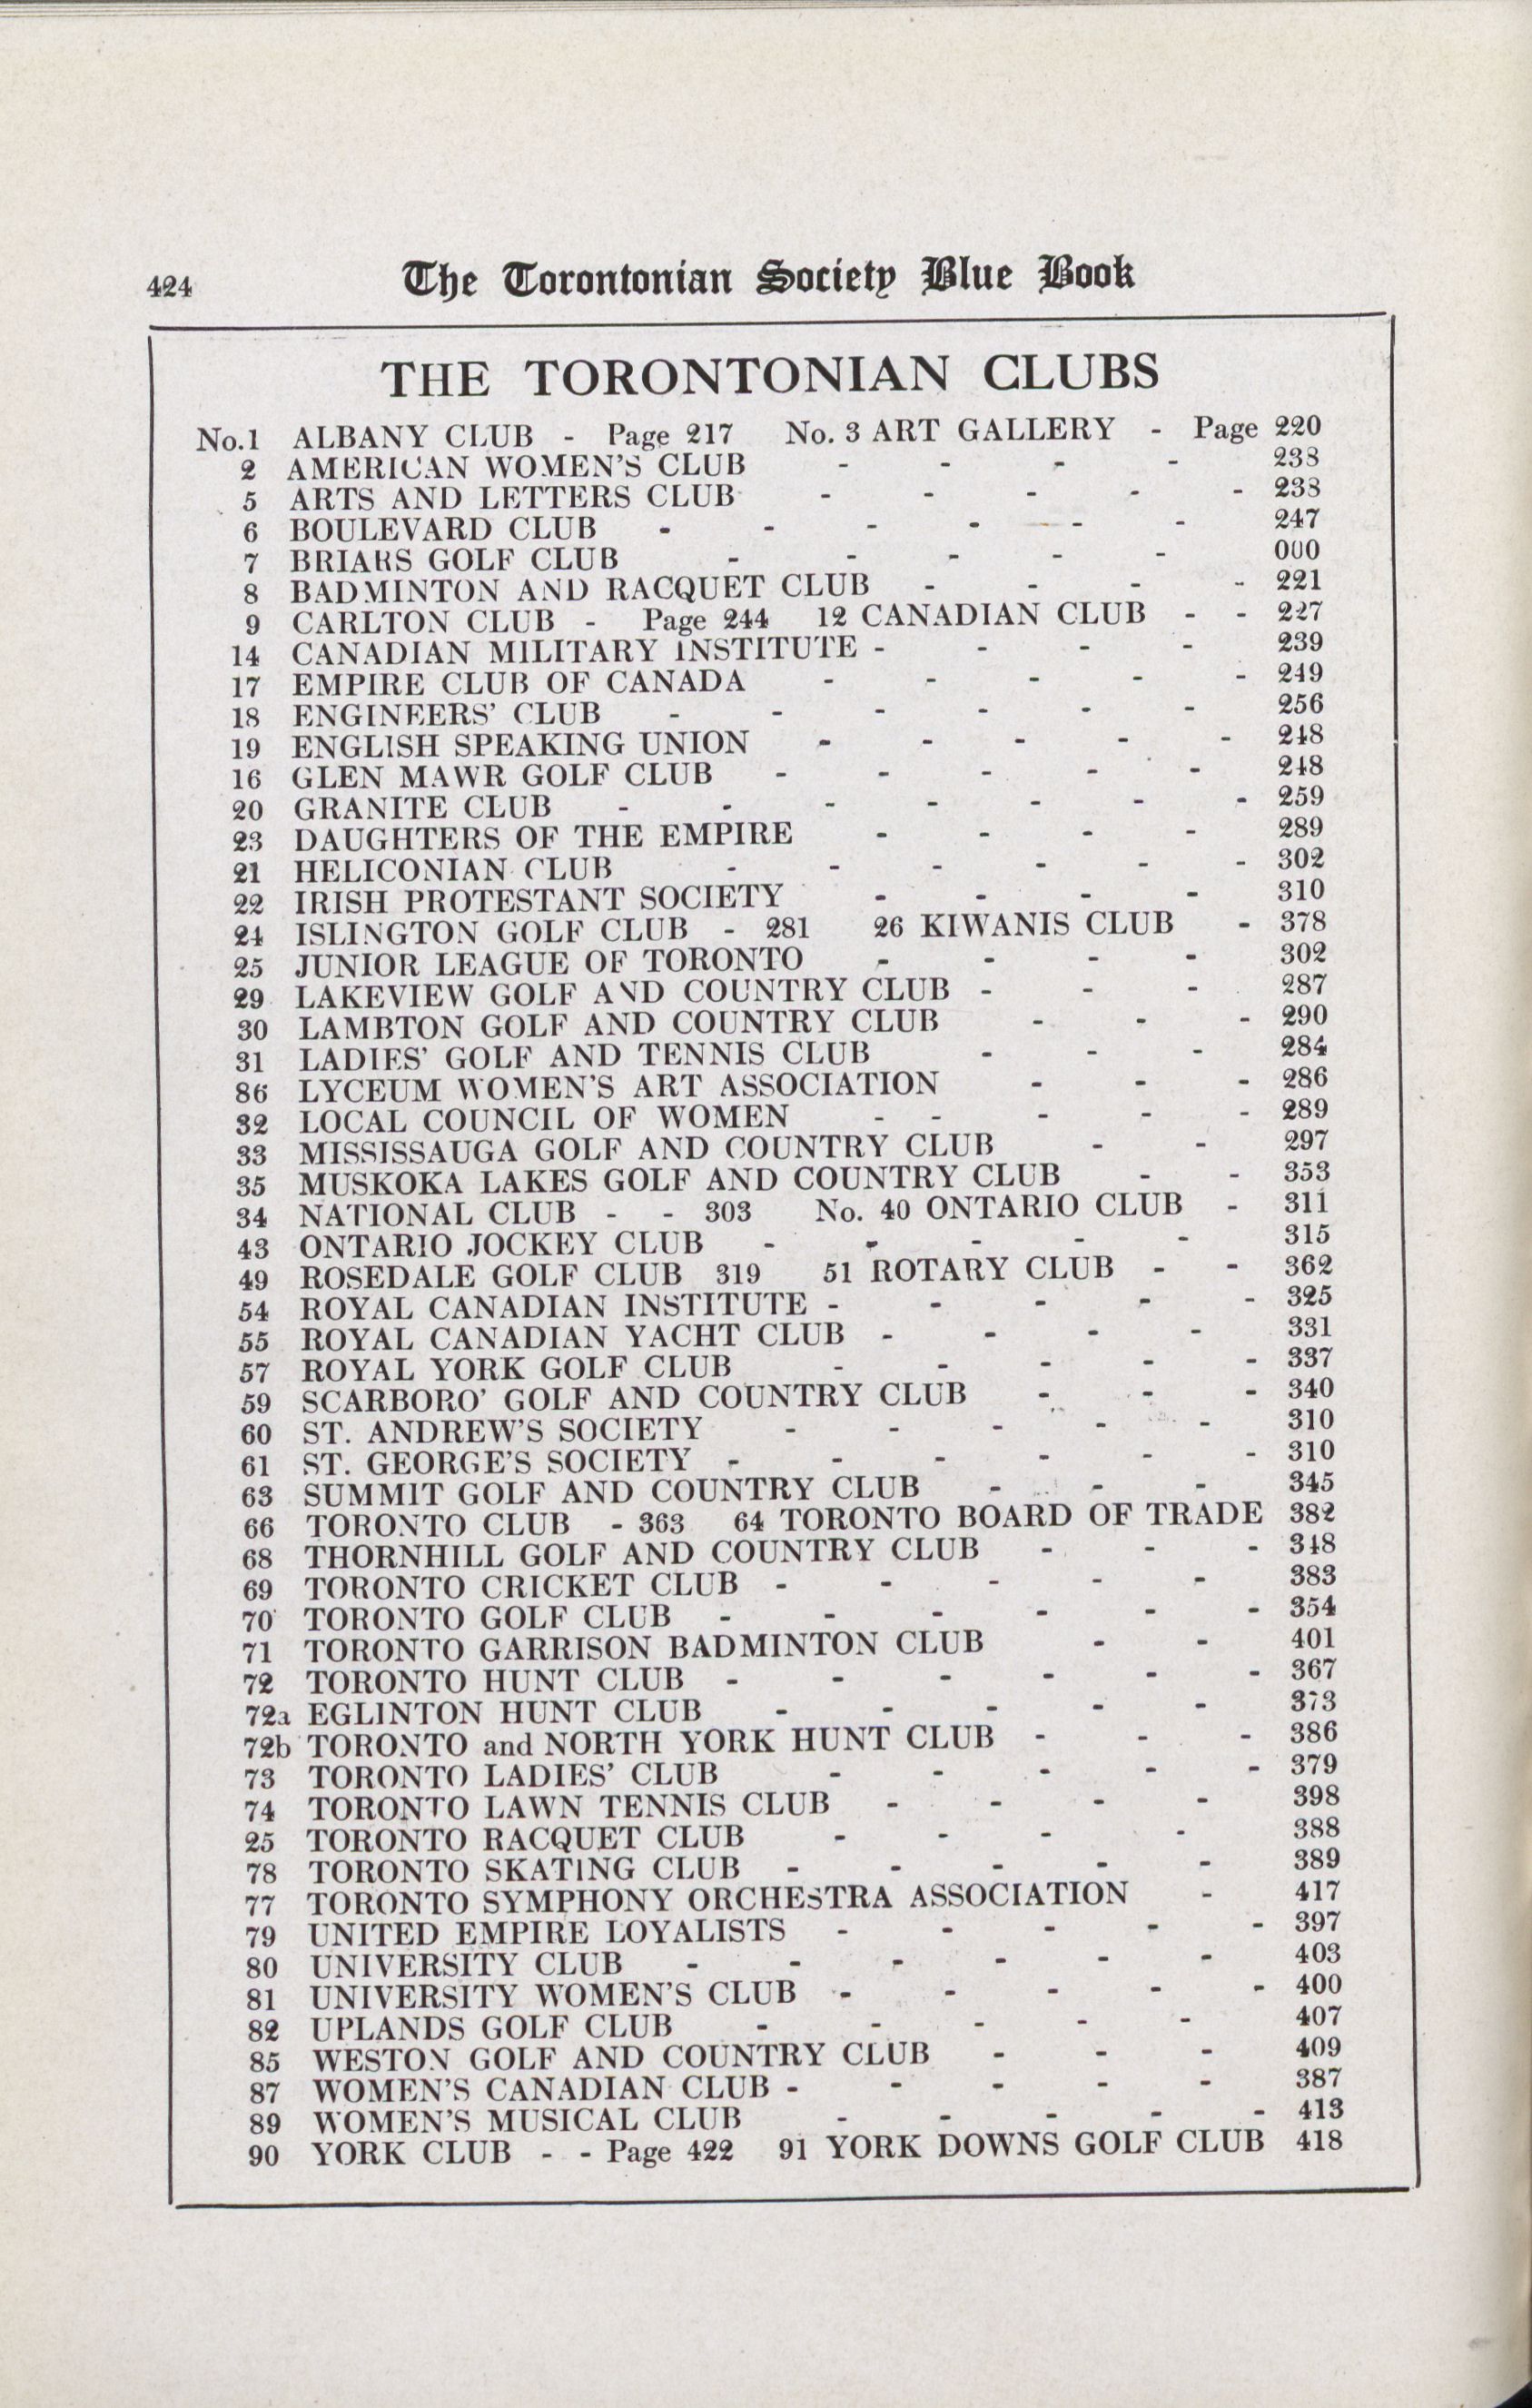 424
The Torontonian Society Blue Book
THE TORONTONIAN CLUBS
No.1 ALBANY CLUB - Page 217 No. 3 ART GALLERY - Page 220
2 AMERICAN WOMEN'S CLUB - - - - 238
5 ARTS AND LETTERS CLUB - - - - - 238
6 BOULEVARD CLUB - - - - - - 247
7 BRIARS GOLF CLUB - - - - - 000
8 BADMINTON AND RACQUET CLUB - - - - 221
9 CARLTON CLUB - Page 244 12 CANADIAN CLUB - - 227
14 CANADIAN MILITARY INSTITUTE - - - - 239
17 EMPIRE CLUB OF CANADA - - - - - 249
18 ENGINEERS' CLUB - - - - - - 256
19 ENGLISH SPEAKING UNION - - - - - 248
16 GLEN MAWR GOLF CLUB - - - - - 248
20 GRANITE CLUB - - - - - - - 259
23 DAUGHTERS OF THE EMPIRE - - - - 289
21 HELICONIAN CLUB - - - - - - 302
22 IRISH PROTESTANT SOCIETY - - - - 310
24 ISLINGTON GOLF CLUB - 281 26 KIWANIS CLUB - 378
25 JUNIOR LEAGUE OF TORONTO - - - - 302
29 LAKEVIEW GOLF AND COUNTRY CLUB - - - 287
30 LAMBTON GOLF AND COUNTRY CLUB - - - 290
31 LADIES' GOLF AND TENNIS CLUB - - - 284
86 LYCEUM WOMEN'S ART ASSOCIATION - - - 286
32 LOCAL COUNCIL OF WOMEN - - - - - 289
33 MISSISSAUGA GOLF AND COUNTRY CLUB - - 297
35 MUSKOKA LAKES GOLF AND COUNTRY CLUB - - 353
34 NATIONAL CLUB - - 303 No. 40 ONTARIO CLUB - 311
43 ONTARIO JOCKEY CLUB - - - - - 315
49 ROSEDALE GOLF CLUB 319 51 ROTARY CLUB - - 362
54 ROYAL CANADIAN INSTITUTE - - - - - 325
55 ROYAL CANADIAN YACHT CLUB - - - - 331
57 ROYAL YORK GOLF CLUB - - - - - 337
59 SCARBORO' GOLF AND COUNTRY CLUB - - - 340
60 ST. ANDREW'S SOCIETY - - - - - 310
61 ST. GEORGE'S SOCIETY - - - - - - 310
63 SUMMIT GOLF AND COUNTRY CLUB - - - 345
66 TORONTO CLUB - 363 64 TORONTO BOARD OF TRADE 382
68 THORNHILL GOLF AND COUNTRY CLUB - - - 348
69 TORONTO CRICKET CLUB - - - - - 383
70 TORONTO GOLF CLUB - - - - - - 354
71 TORONTO GARRISON BADMINTON CLUB - - 401
72 TORONTO HUNT CLUB - - - - - - 367
72a EGLINTON HUNT CLUB - - - - - 373
72b TORONTO and NORTH YORK HUNT CLUB - - - 386
73 TORONTO LADIES' CLUB - - - - - 379
74 TORONTO LAWN TENNIS CLUB - - - - 398
25 TORONTO RACQUET CLUB - - - - 388
78 TORONTO SKATING CLUB - - - - - 389
77 TORONTO SYMPHONY ORCHESTRA ASSOCIATION - 417
79 UNITED EMPIRE LOYALISTS - - - - - 397
80 UNIVERSITY CLUB - - - - - - 403
81 UNIVERSITY WOMEN'S CLUB - - - - - 400
82 UPLANDS GOLF CLUB - - - - - 407
85 WESTON GOLF AND COUNTRY CLUB - - - 409
87 WOMEN'S CANADIAN CLUB - - - - - 387
89 WOMEN'S MUSICAL CLUB - - - - - 413
90 YORK CLUB - - Page 422 91 YORK DOWNS GOLF CLUB 418